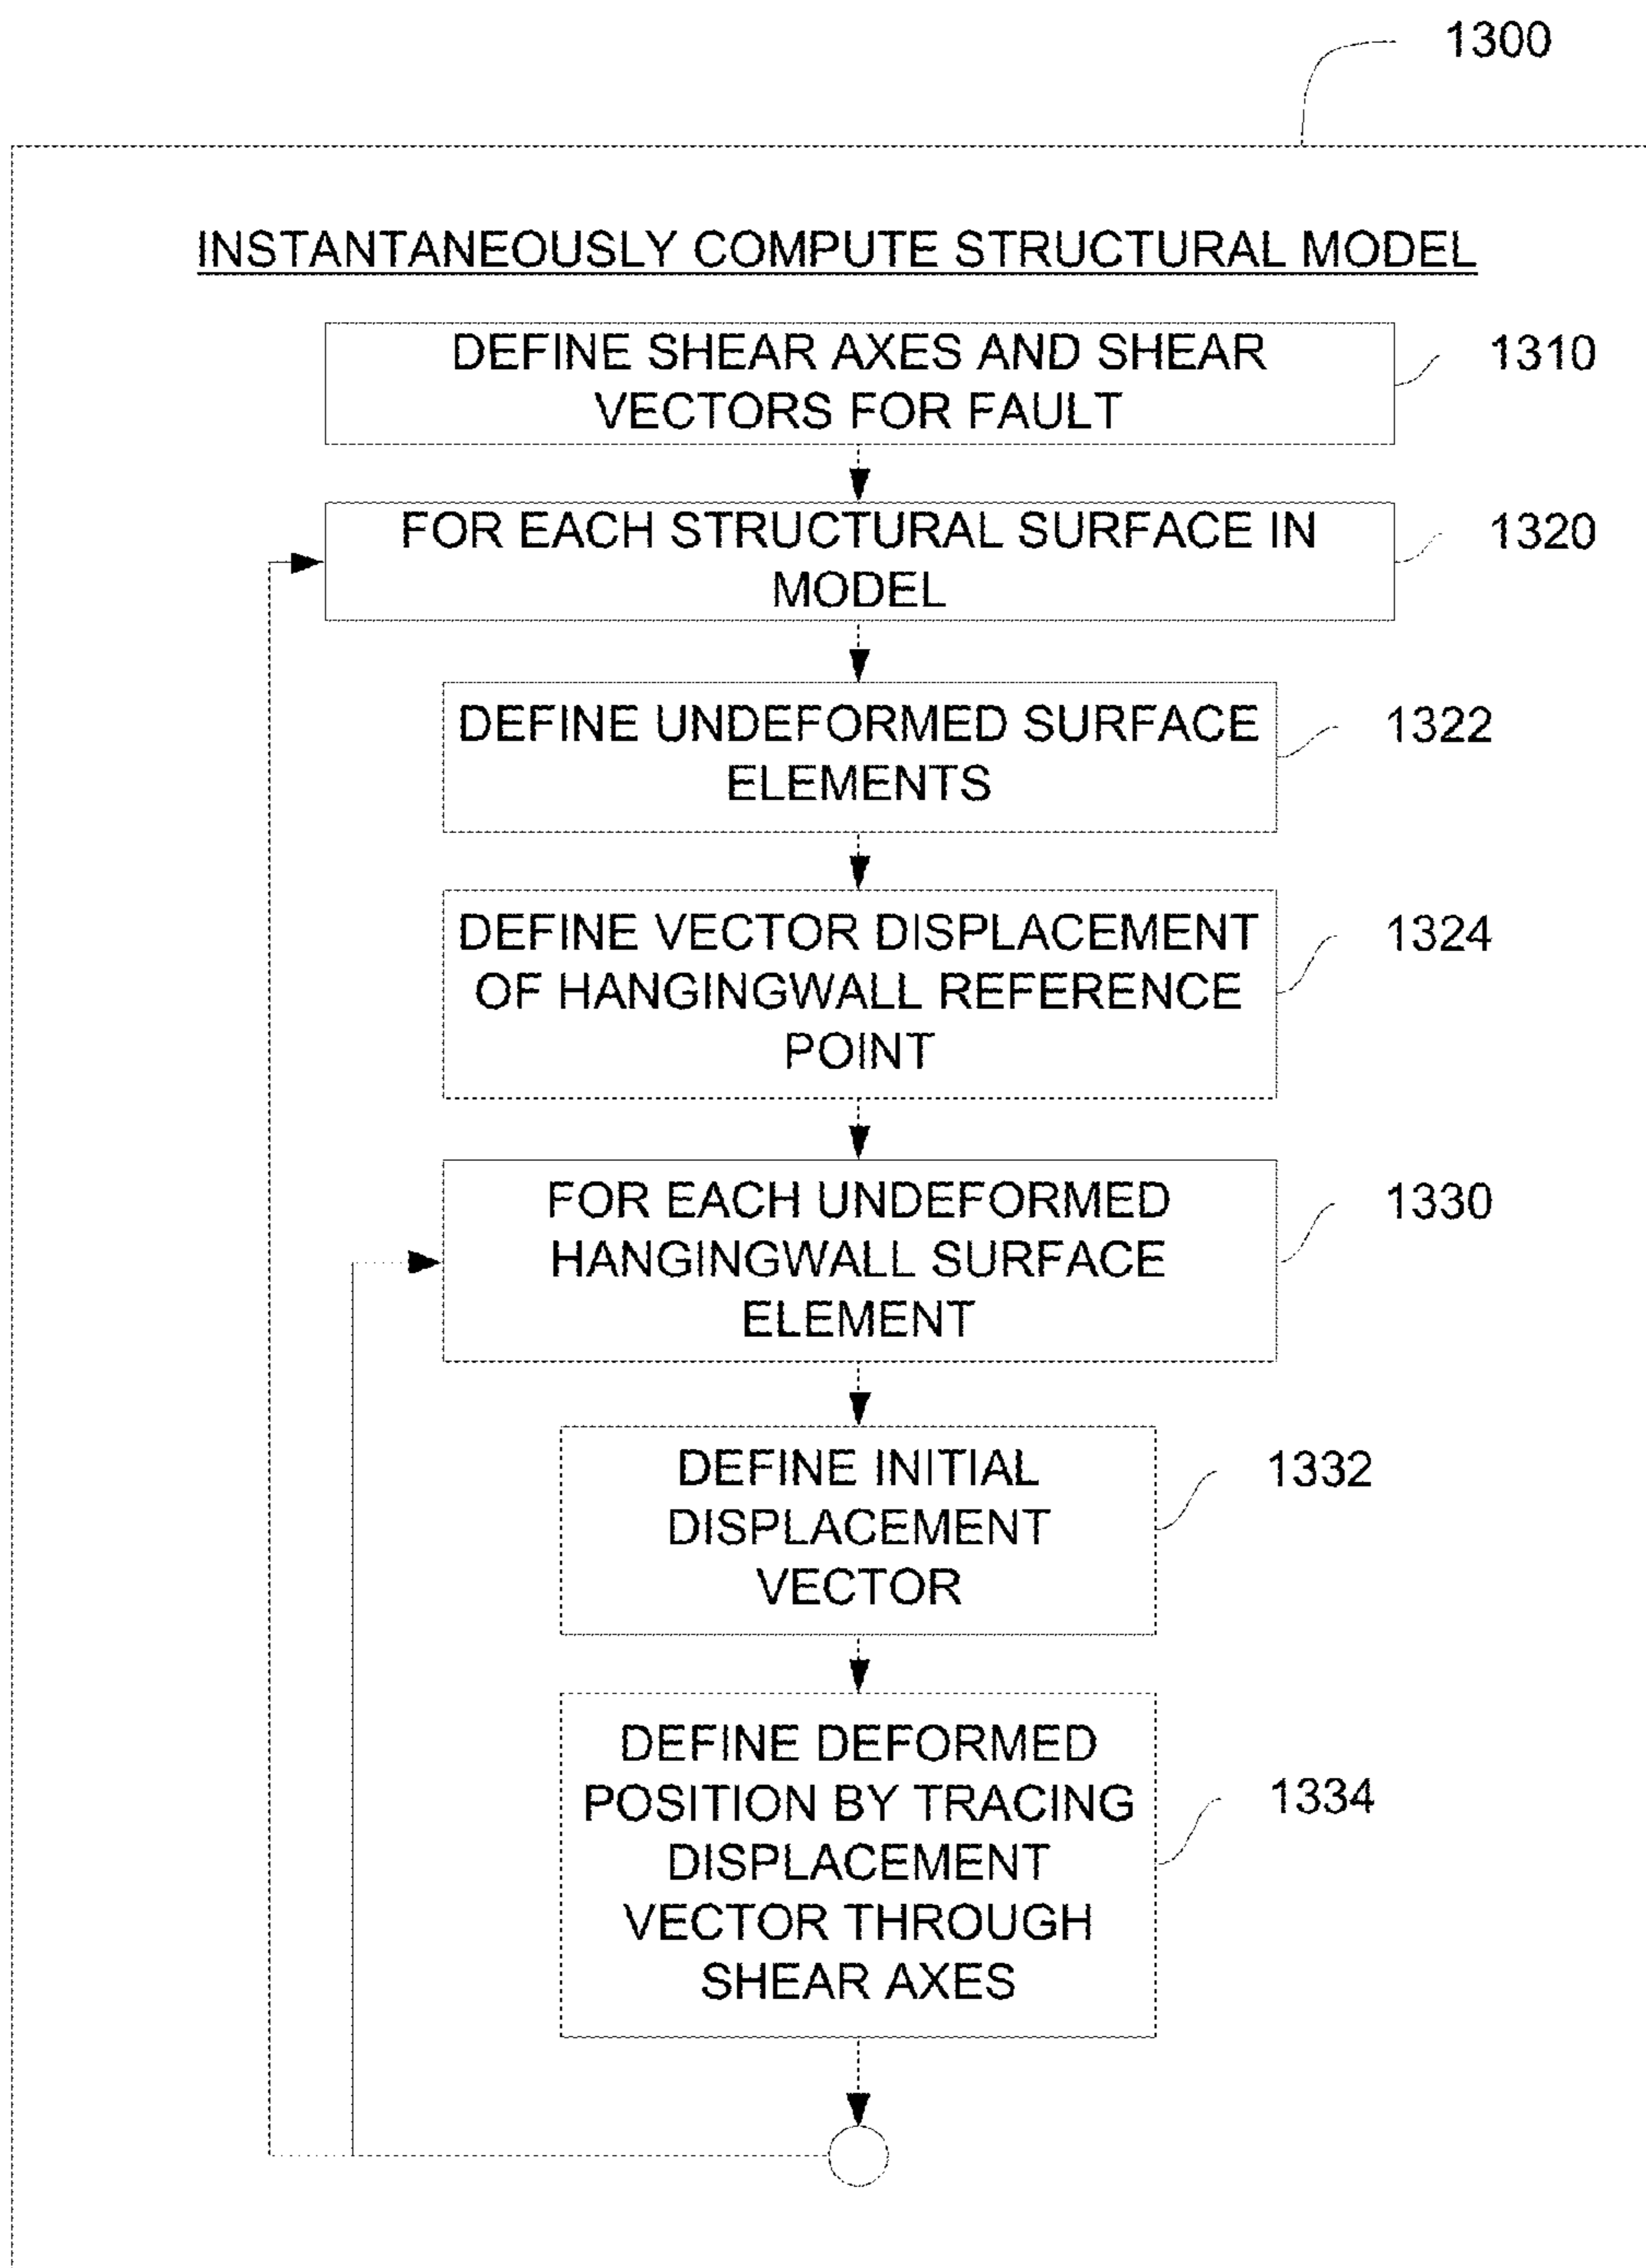 1300
INSTANTANEOUSLY COMPUTE STRUCTURAL MODEL
DEFINE SHEAR AXES AND SHEAR
VECTORS FOR FAULT
1310
FOR EACH STRUCTURAL SURFACE IN
MODEL
1320
DEFINE UNDEFORMED SURFACE
ELEMENTS
1322
DEFINE VECTOR DISPLACEMENT
OF HANGINGWALL REFERENCE
POINT
1324
FOR EACH UNDEFORMED
HANGINGWALL SURFACE
ELEMENT
1330
DEFINE INITIAL
DISPLACEMENT
VECTOR
1332
DEFINE DEFORMED
POSITION BY TRACING
DISPLACEMENT
VECTOR THROUGH
SHEAR AXES
1334